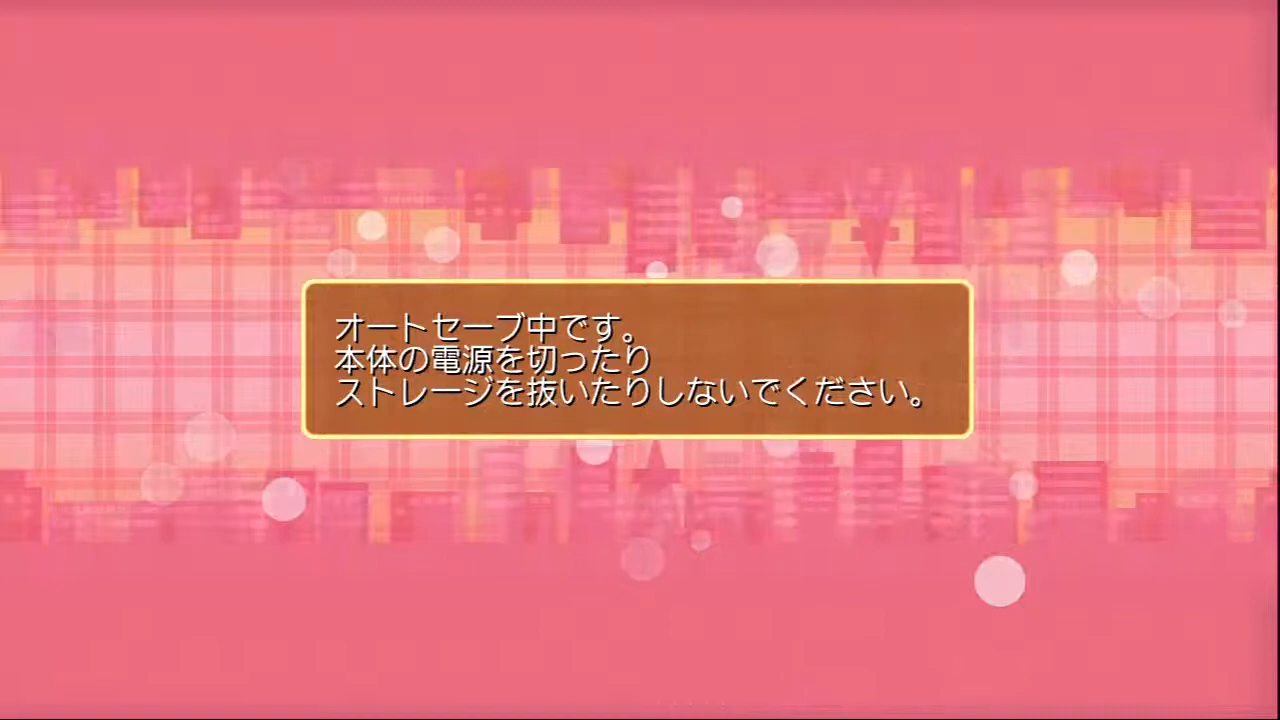 オートセーブ中です。
本体の電源を切ったり
ストレージを抜いたりしないでください。